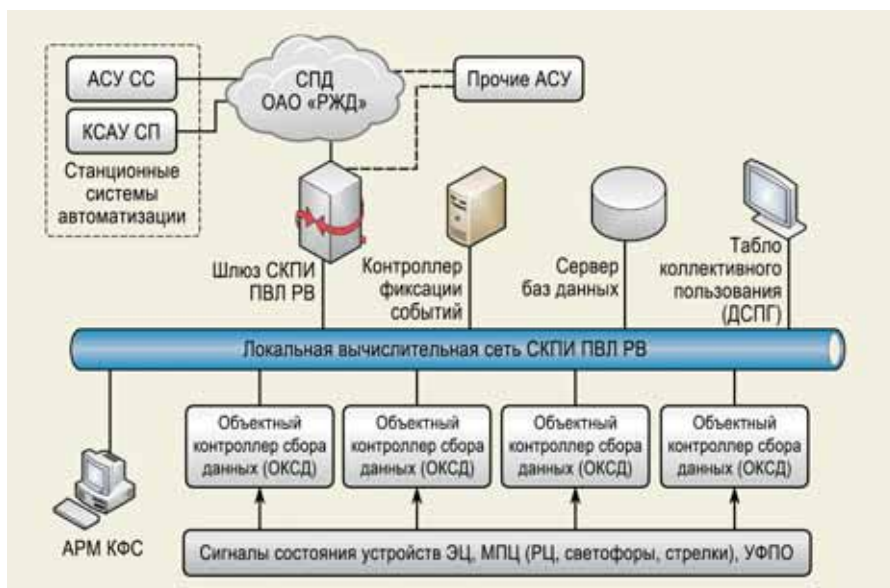 АСУ СС
КСАУ СП
Станционные
системы
автоматизации
СПД
ОАО «РЖД»
Прочие АСУ
Шлюз СКПИ
ПВЛ РВ
Контроллер
фиксации
событий
Сервер
баз данных
Табло
коллективного
пользования
(ДСПГ)
Локальная вычислительная сеть СКПИ ПВЛ РВ
Объектный
контроллер сбора
данных (ОКСД)
Объектный
контроллер сбора
данных (ОКСД)
Объектный
контроллер сбора
данных (ОКСД)
Объектный
контроллер сбора
данных (ОКСД)
АРМ КФС
Сигналы состояния устройств ЭЦ, МПЦ (РЦ, светофоры, стрелки), УФПО